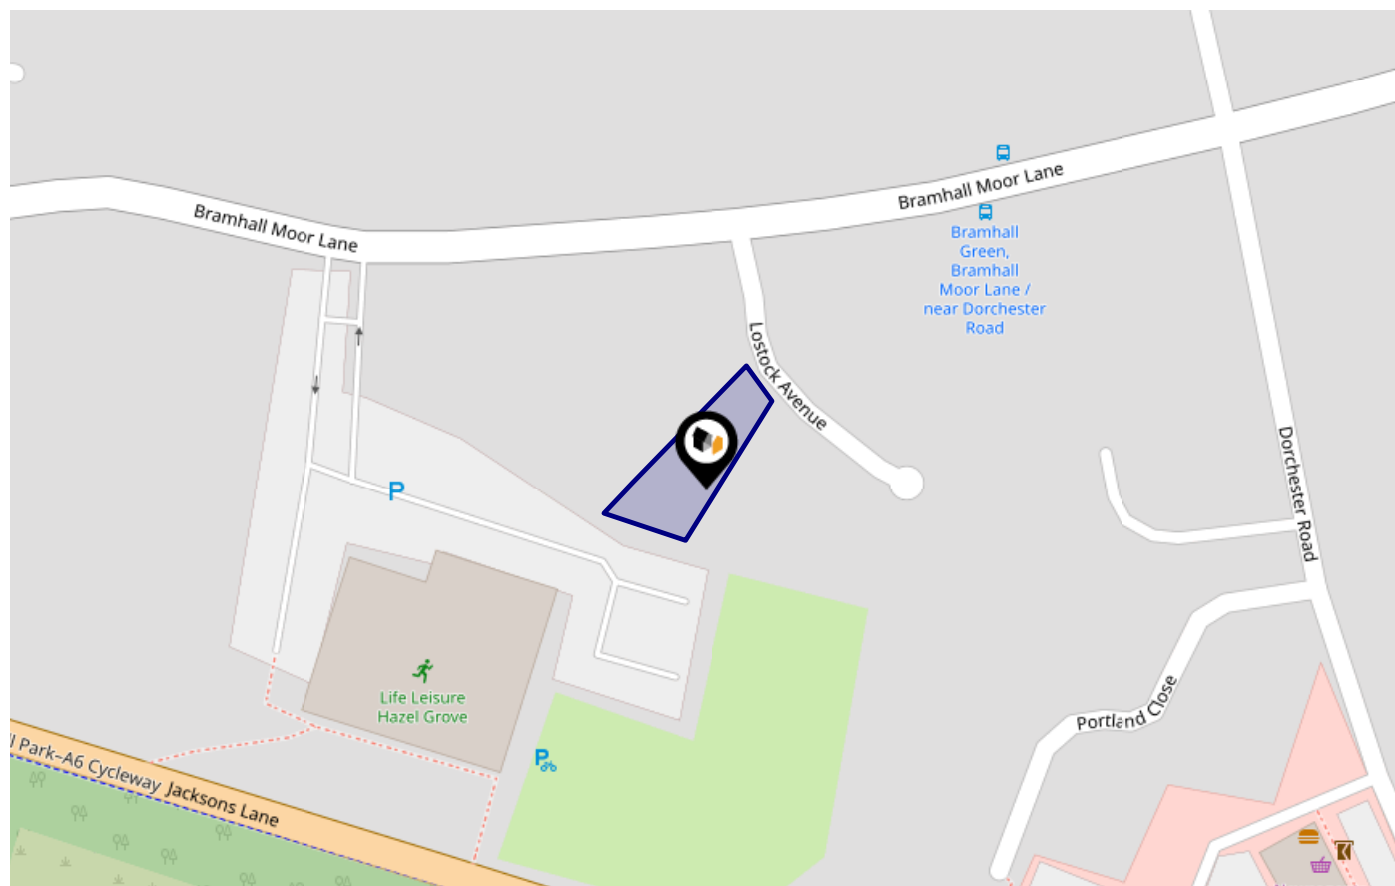 Bramhall Moor Lane
Bramhall Moor Lane
Bramhall
Green,
Bramhall
Moor Lane /
near Dorchester
Road
Lostock Avenue
Dorchester Road
P
Life Leisure
Hazel Grove
Portland Close
P
Park–A6 Cycleway
Jacksons Lane